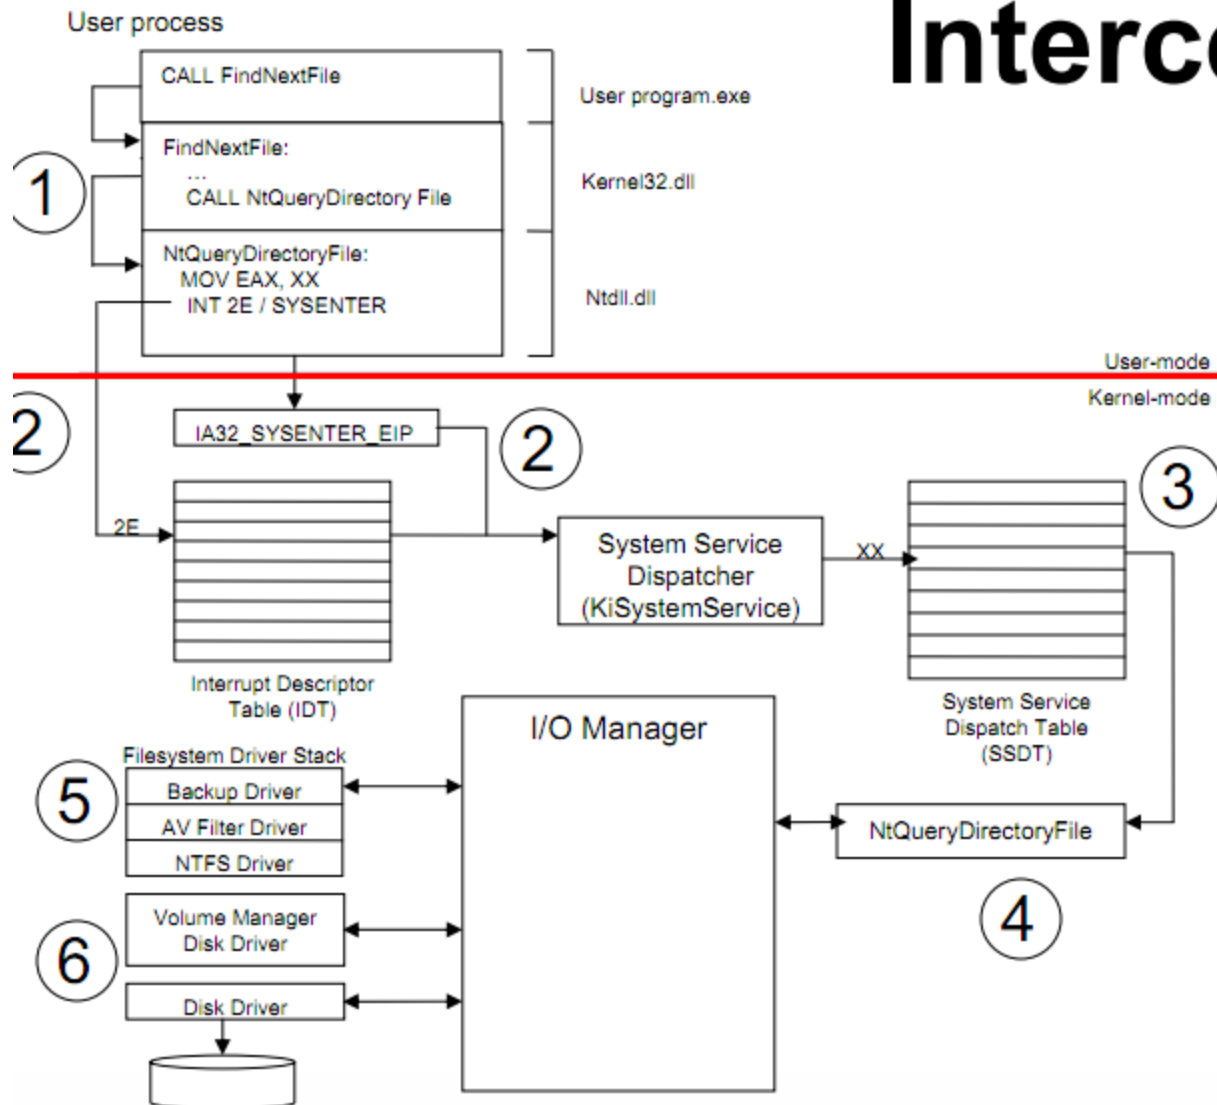 User process
Interc
CALL FindNextFile
User program.exe
FindNextFile:
...
CALL NtQueryDirectory File
Kernel32.dll
1
NtQueryDirectoryFile:
MOV EAX, XX
INT 2E / SYSENTER
Ntdll.dll
User-mode
Kernel-mode
2
IA32_SYSENTER_EIP
2
3
2E
System Service
Dispatcher
(KiSystemService)
XX
Interrupt Descriptor
Table (IDT)
System Service
Dispatch Table
(SSDT)
I/O Manager
Filesystem Driver Stack
5
Backup Driver
AV Filter Driver
NTFS Driver
NtQueryDirectoryFile
4
Volume Manager
Disk Driver
6
Disk Driver